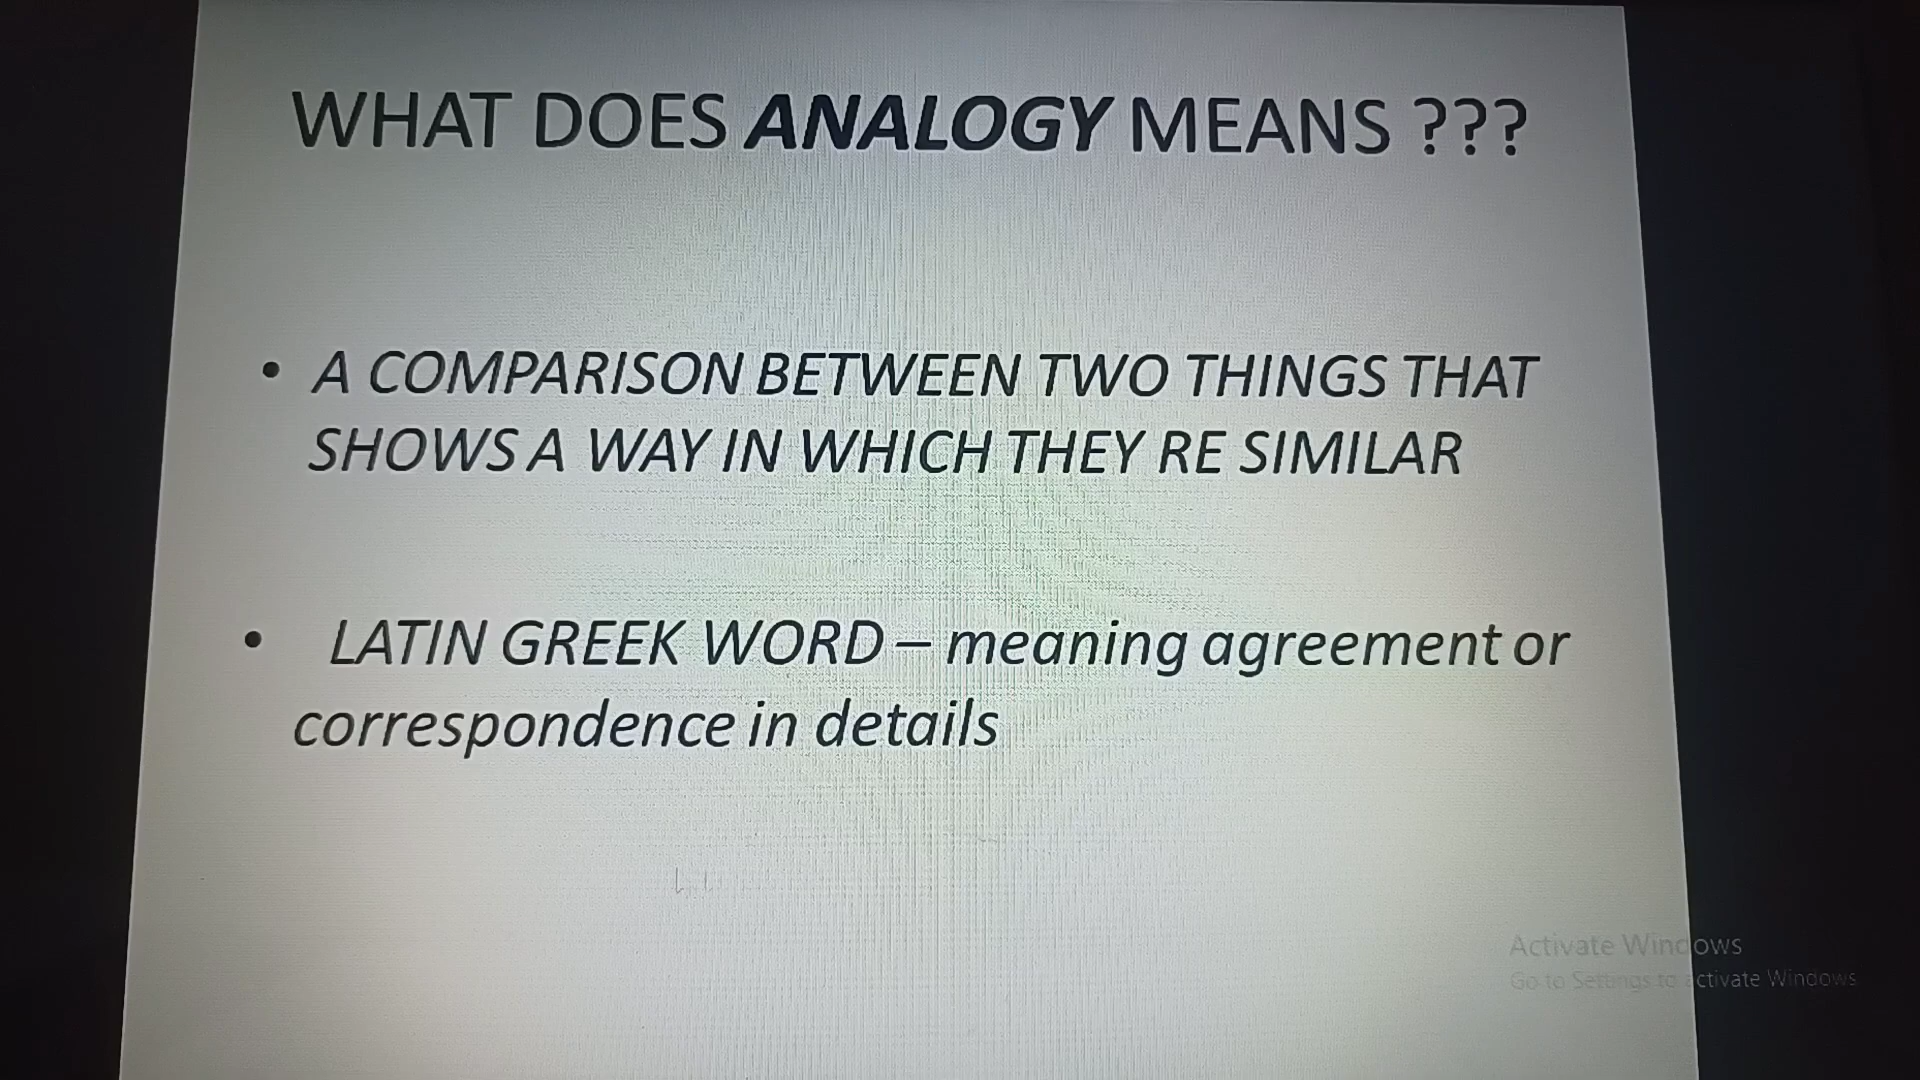 WHAT DOES ANALOGY MEANS ???
• A COMPARISON BETWEEN TWO THINGS THAT
SHOWS A WAY IN WHICH THEY RE SIMILAR
• LATIN GREEK WORD – meaning agreement or
correspondence in details
Activate Windows
Go to Settings to activate Windows